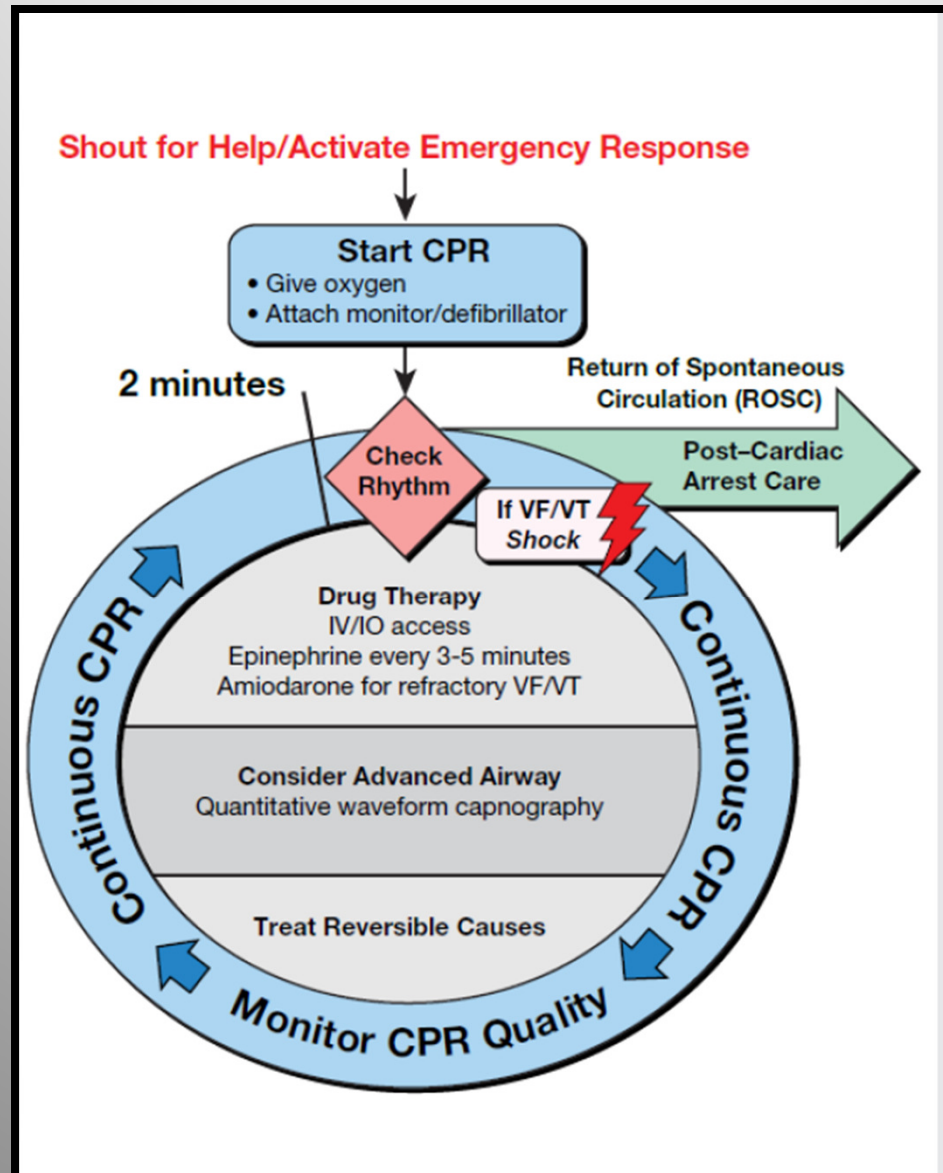 Shout for Help/Activate Emergency Response
Start CPR
• Give oxygen
• Attach monitor/defibrillator
2 minutes
Return of Spontaneous
Circulation (ROSC)
Check
Rhythm
Post–Cardiac
Arrest Care
If VF/VT
Shock
Drug Therapy
IV/IO access
Epinephrine every 3-5 minutes
Amiodarone for refractory VF/VT
Consider Advanced Airway
Quantitative waveform capnography
Treat Reversible Causes
Continuous CPR
Continuous CPR
Monitor CPR Quality